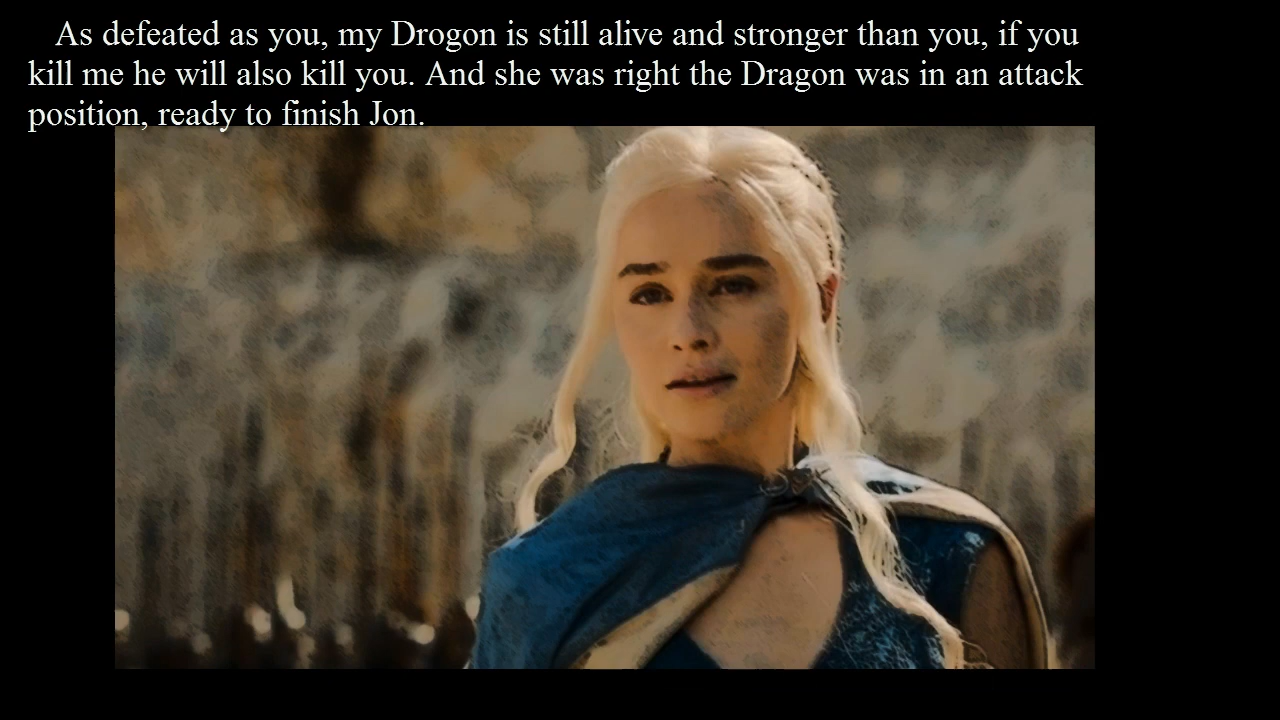 As defeated as you, my Drogon is still alive and stronger than you, if you
kill me he will also kill you. And she was right the Dragon was in an attack
position, ready to finish Jon.